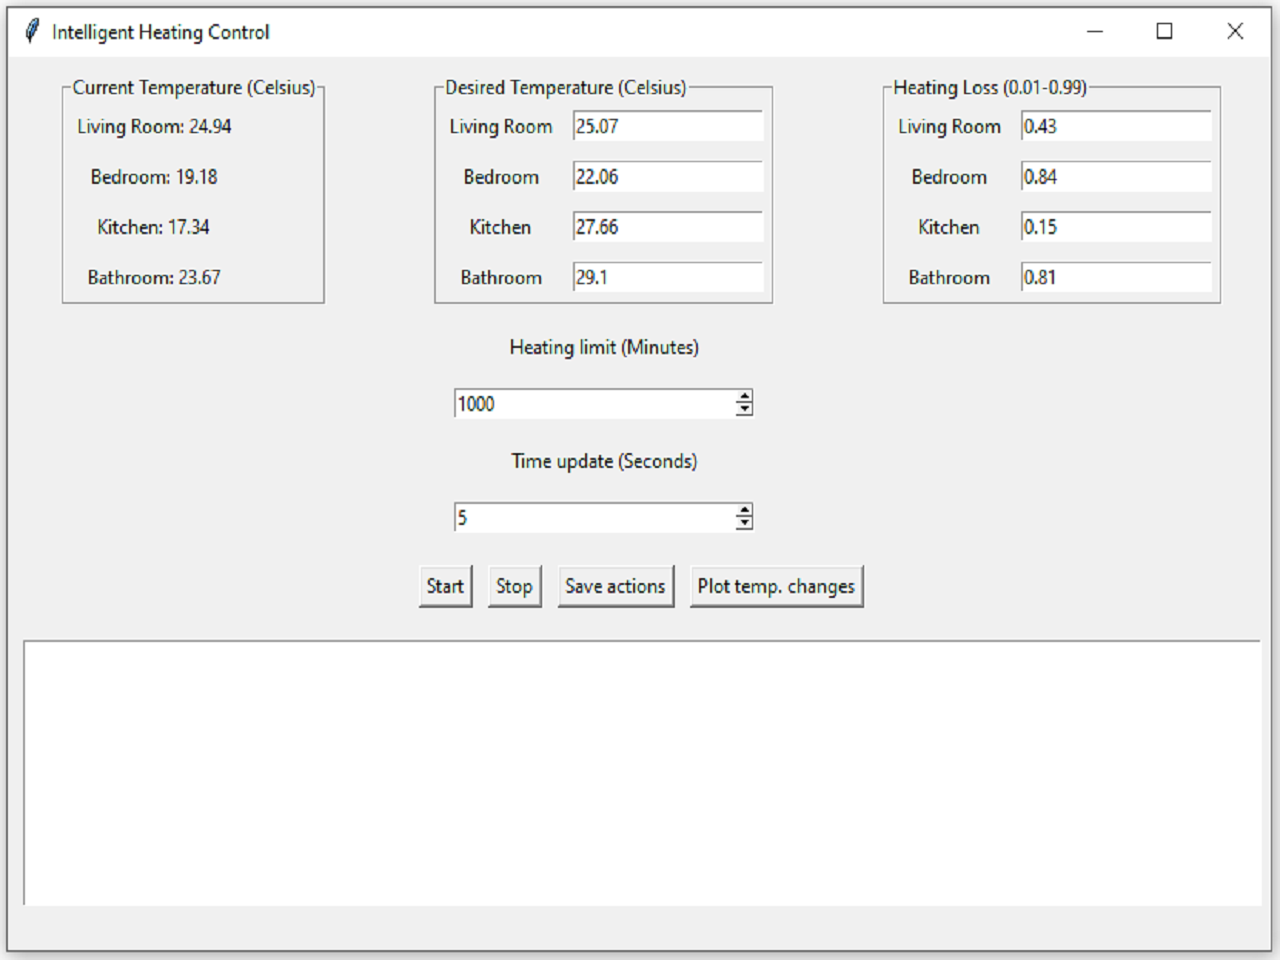 Intelligent Heating Control
Current Temperature (Celsius)
Living Room: 24.94
Bedroom: 19.18
Kitchen: 17.34
Bathroom: 23.67
Desired Temperature (Celsius)
Living Room 25.07
Bedroom 22.06
Kitchen 27.66
Bathroom 29.1
Heating Loss (0.01-0.99)
Living Room 0.43
Bedroom 0.84
Kitchen 0.15
Bathroom 0.81
Heating limit (Minutes)
1000
Time update (Seconds)
5
Start Stop Save actions Plot temp. changes